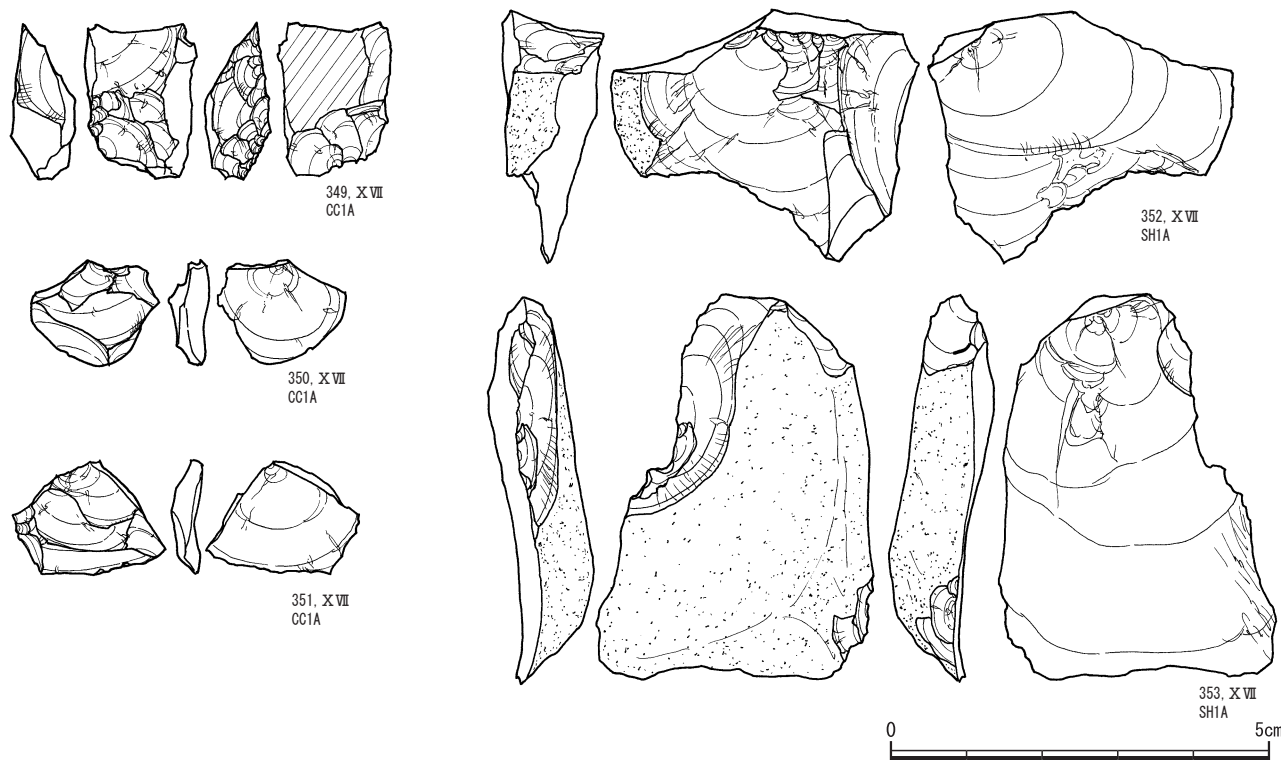 349, ⅩⅦ
CC1A
350, ⅩⅦ
CC1A
351, ⅩⅦ
CC1A
352, ⅩⅦ
SH1A
353, ⅩⅦ
SH1A
0 5cm